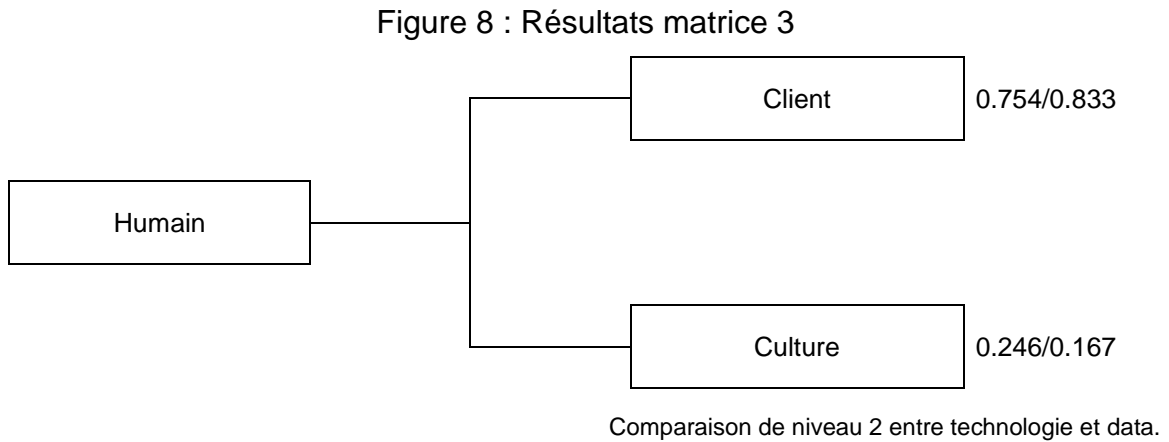 Figure 8 : Résultats matrice 3
Client
0.754/0.833
Humain
Culture
0.246/0.167
Comparaison de niveau 2 entre technologie et data.